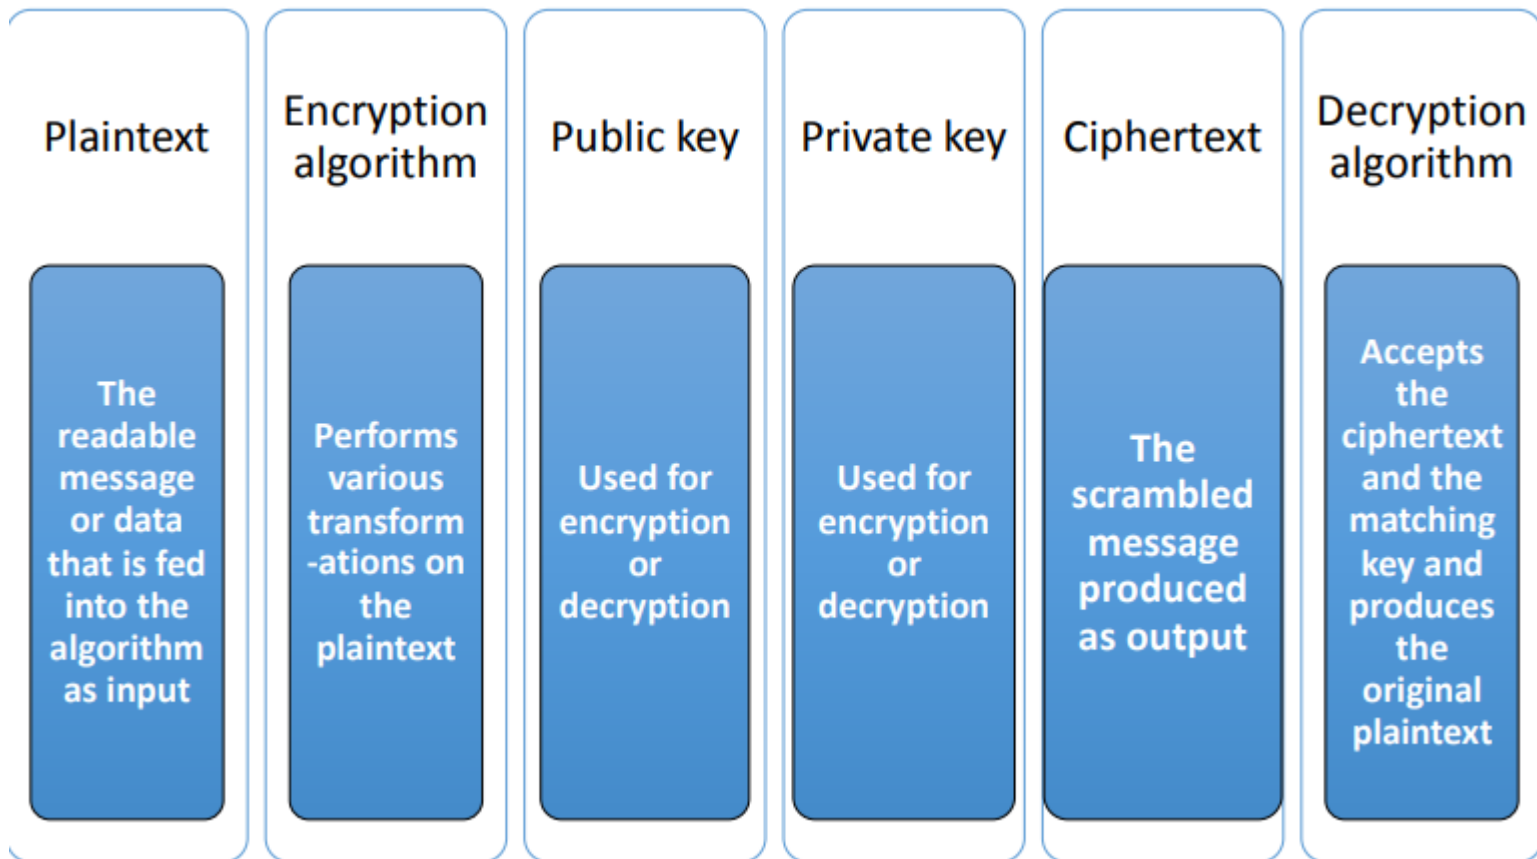 Plaintext
The
readable
message
or data
that is fed
into the
algorithm
as input
Encryption
algorithm
Performs
various
transform
-ations on
the
plaintext
Public key
Used for
encryption
or
decryption
Private key
Used for
encryption
or
decryption
Ciphertext
The
scrambled
message
produced
as output
Decryption
algorithm
Accepts
the
ciphertext
and the
matching
key and
produces
the
original
plaintext